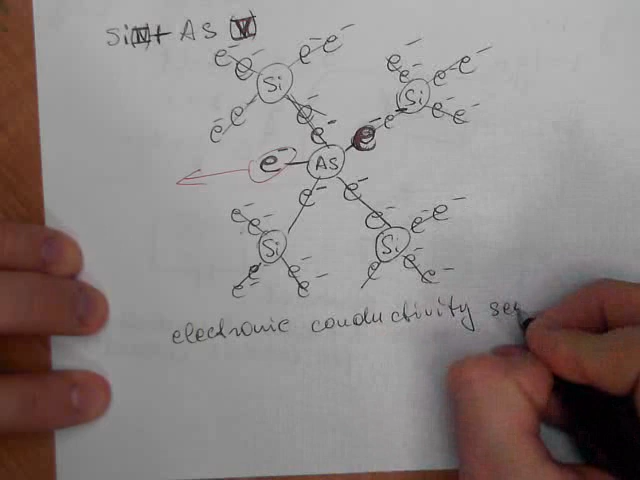 Si IV + As V
e⁻ e⁻ e⁻ e⁻ e⁻ e⁻
Si e⁻ e⁻ e⁻ e⁻
e⁻ e⁻ e⁻ Si e⁻ e⁻
e⁻ e⁻ e⁻ e⁻
e⁻ As
e⁻ e⁻
e⁻ e⁻ e⁻ e⁻ e⁻
Si Si
e⁻ e⁻ e⁻ e⁻ e⁻ e⁻
electronic conductivity